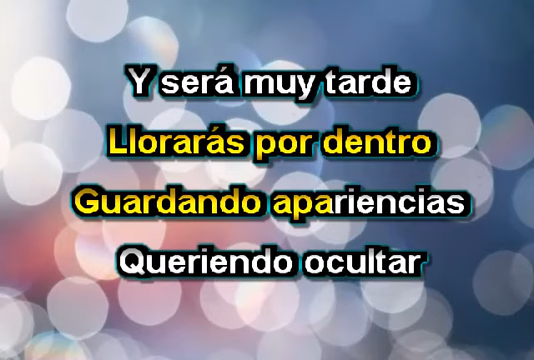 Y será muy tarde
Llorarás por dentro
Guardando apariencias
Queriendo ocultar